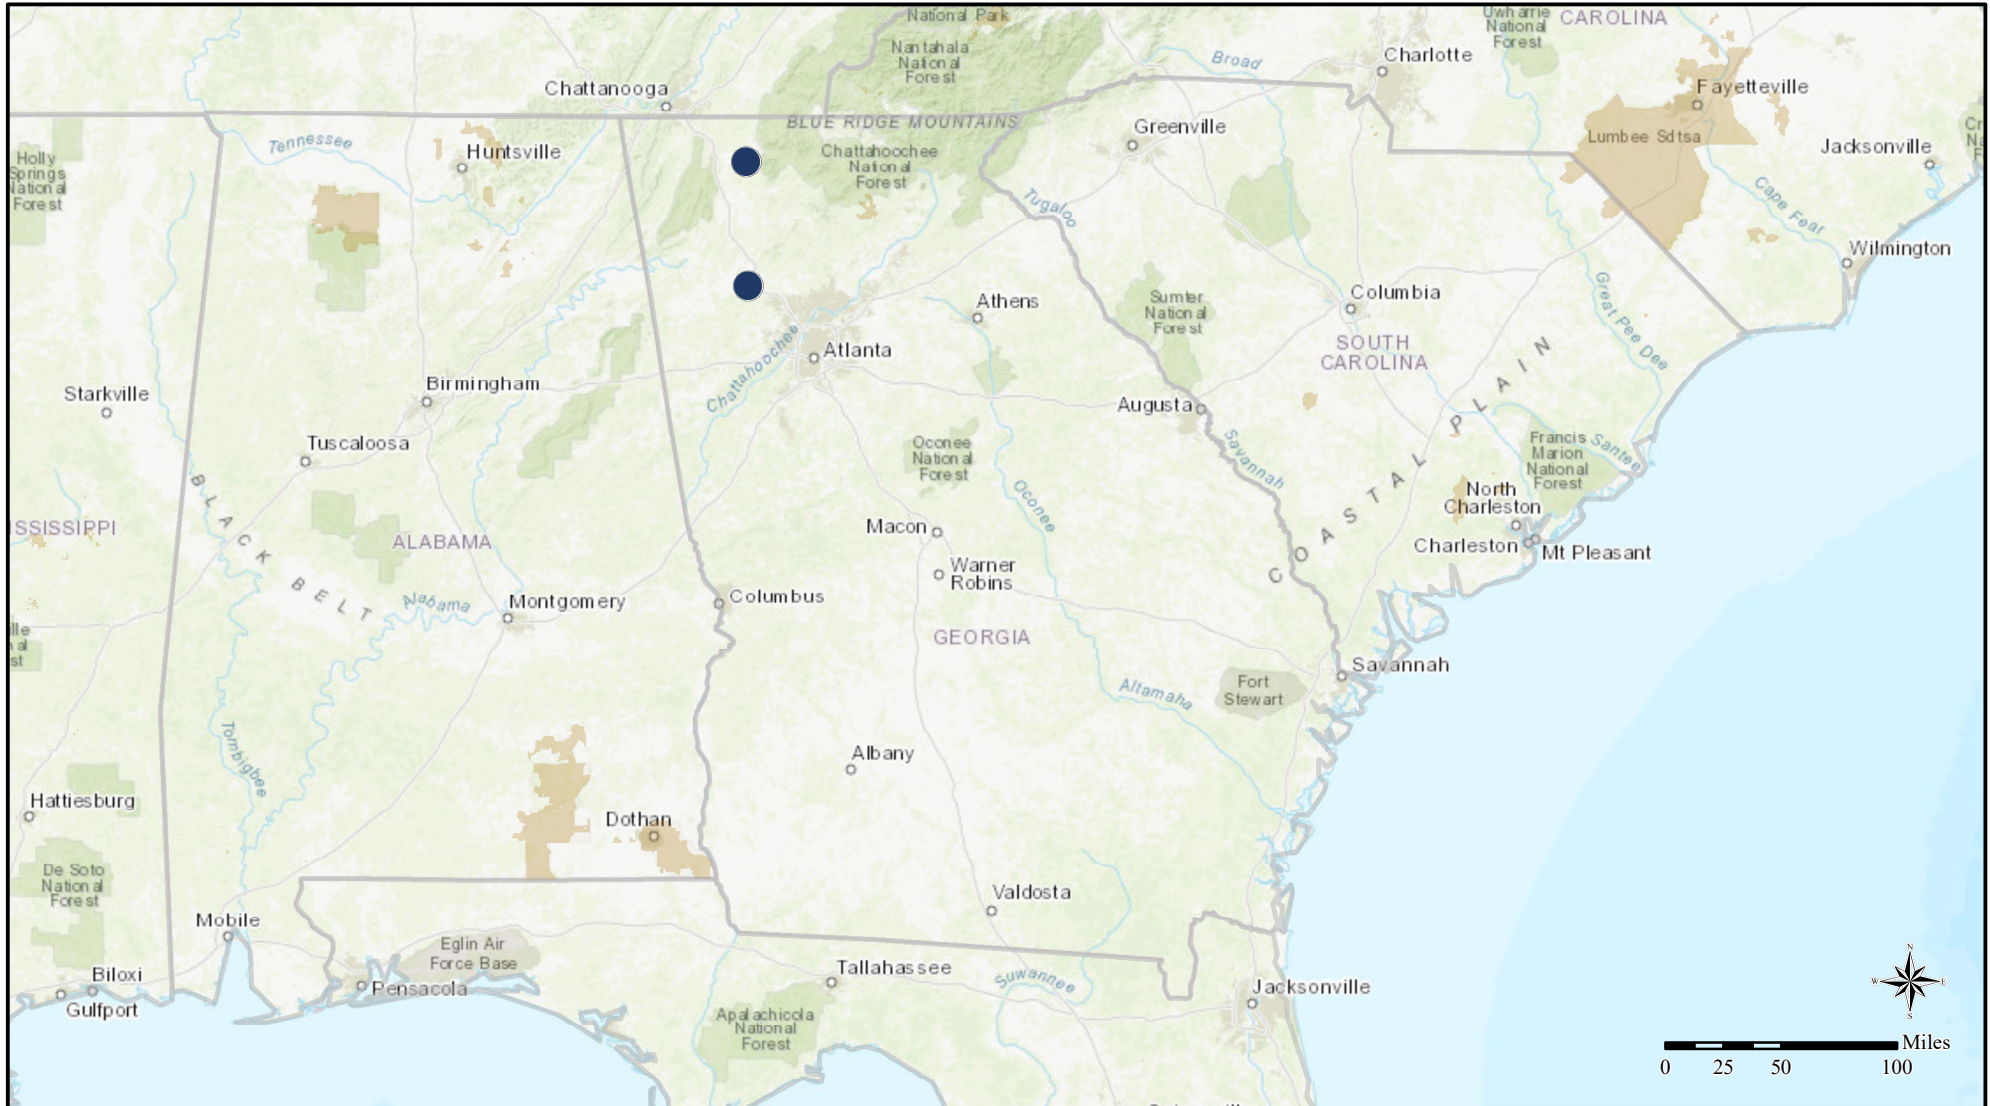 National Park
Nantahala
National
Forest
Uwharrie
National
Forest
CAROLINA
Broad
Charlotte
Chattanooga
Fayetteville
BLUE RIDGE MOUNTAINS
Greenville
Lumbee Sdtsa
Jacksonville
Tennessee
Huntsville
Holly
Springs
National
Forest
Chattahoochee
National
Forest
Tugaloo
Cape Fear
Wilmington
Athens
Sumter
National
Forest
Columbia
Great Pee Dee
SOUTH
CAROLINA
Chattahoochee
Atlanta
Starkville
Birmingham
Augusta
Savannah
COASTAL PLAIN
Tuscaloosa
Oconee
National
Forest
Francis
Marion
National
Forest
Santee
North
Charleston
Oconee
BLACK BELT
ISSISSIPPI
ALABAMA
Macon
Charleston
Mt Pleasant
Warner
Robins
Alabama
Montgomery
Columbus
GEORGIA
Savannah
Fort
Stewart
Altamaha
Tombigbee
Albany
Hattiesburg
Dothan
De Soto
National
Forest
Valdosta
Mobile
Eglin Air
Force Base
Biloxi
Gulfport
Pensacola
Tallahassee
Suwannee
Jacksonville
Apalachicola
National
Forest
N
W E
S
Miles
0 25 50 100